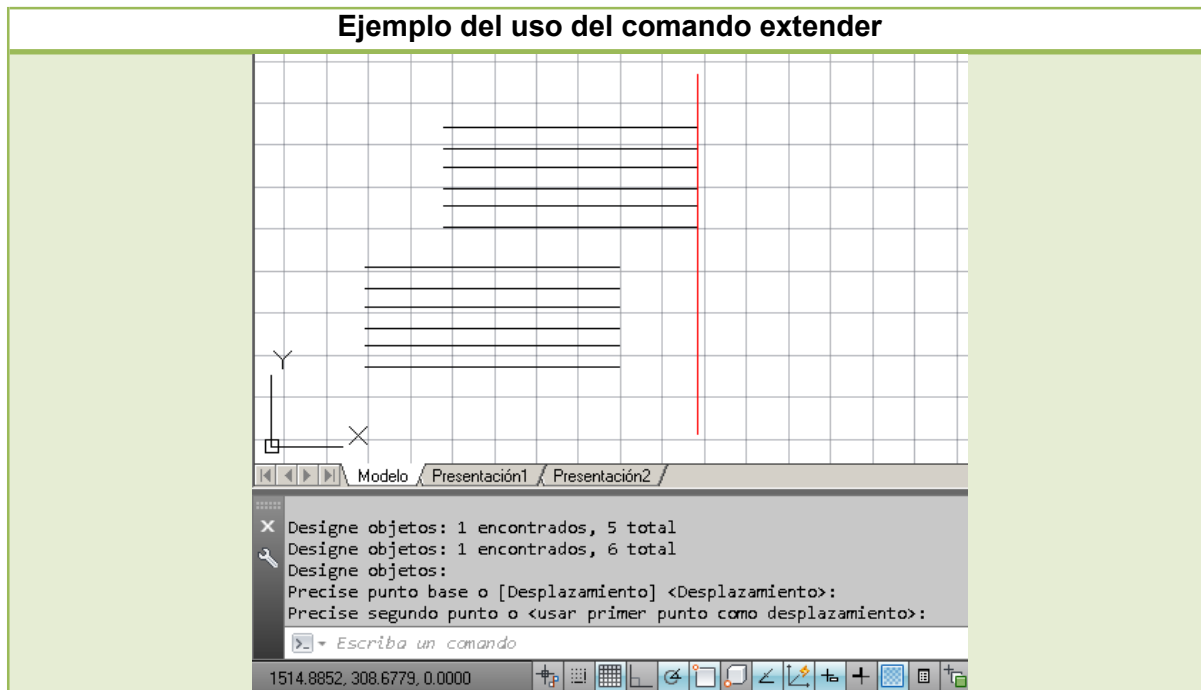 Ejemplo del uso del comando extender
Y
X
Modelo Presentación1 Presentación2
Designe objetos: 1 encontrados, 5 total
Designe objetos: 1 encontrados, 6 total
Designe objetos:
Precise punto base o [Desplazamiento] <Desplazamiento>:
Precise segundo punto o <usar primer punto como desplazamiento>:
Escriba un comando
1514.8852, 308.6779, 0.0000